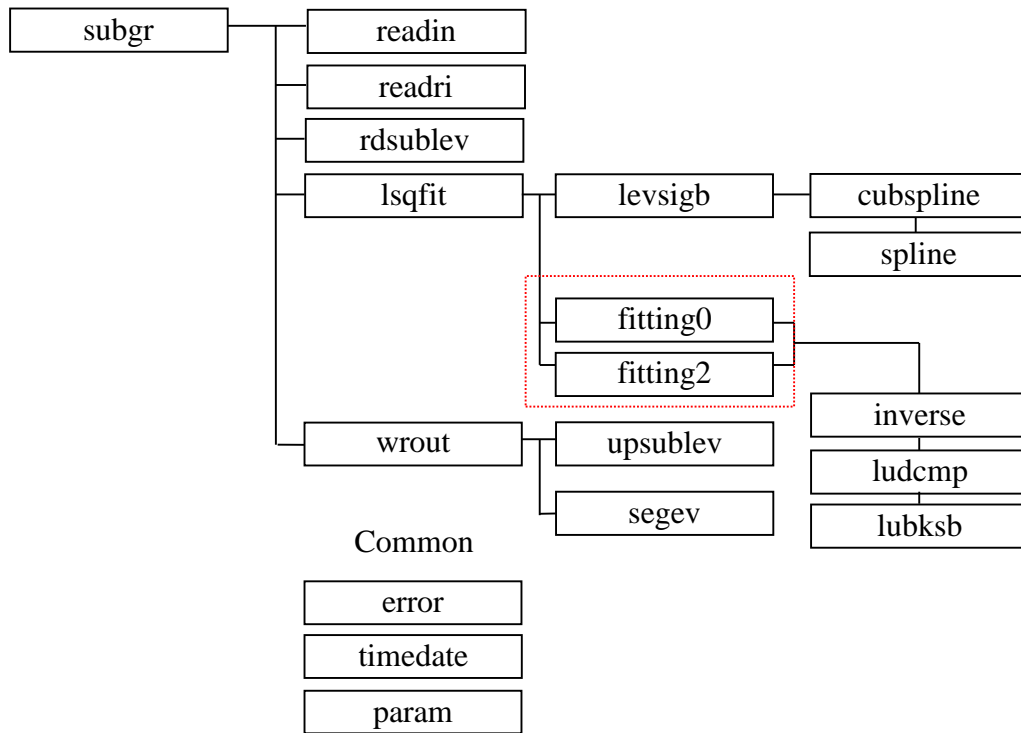 subgr
readin
readri
rdsublev
lsqfit
levsigb
cubspline
spline
fitting0
fitting2
inverse
ludcmp
lubksb
wrout
upsublev
segev
Common
error
timedate
param